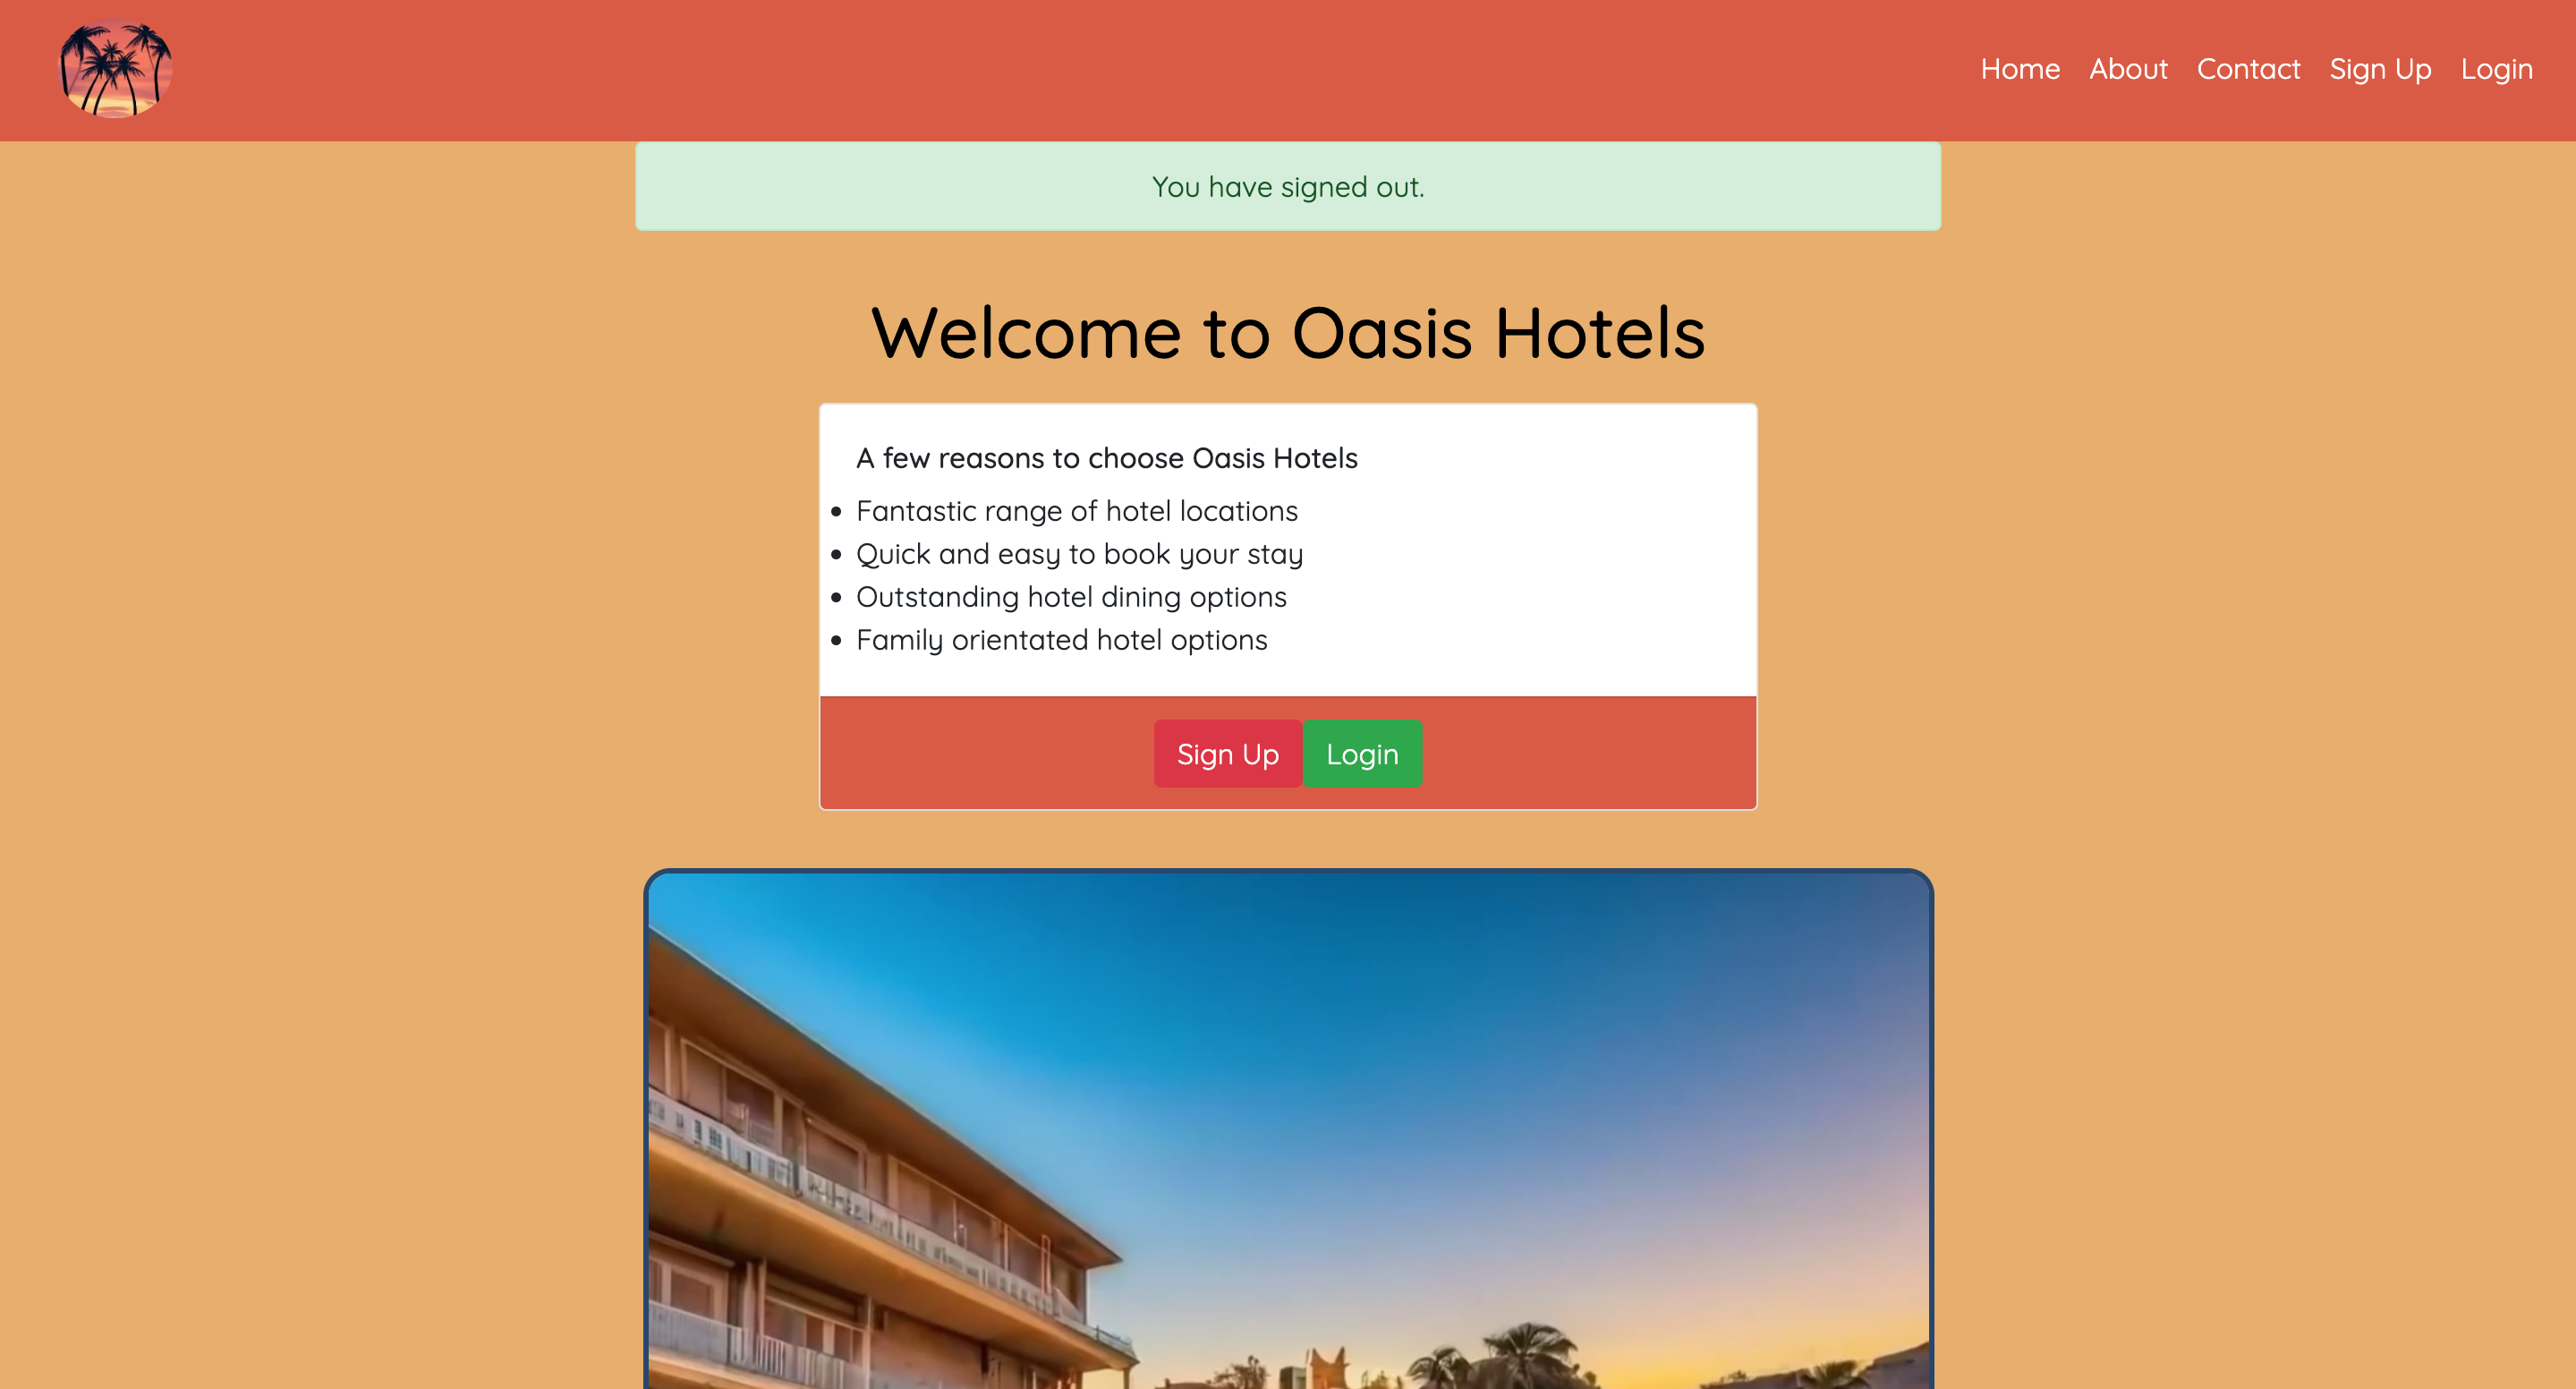 Home About Contact Sign Up Login
You have signed out.
Welcome to Oasis Hotels
A few reasons to choose Oasis Hotels
Fantastic range of hotel locations
Quick and easy to book your stay
Outstanding hotel dining options
Family orientated hotel options
Sign Up Login